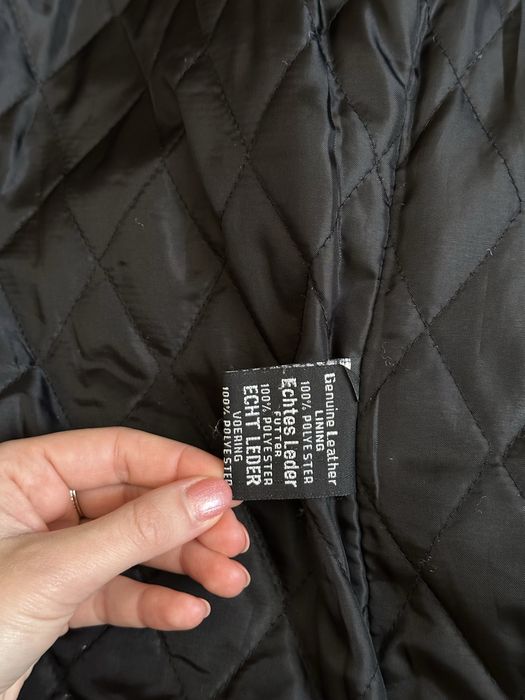 Genuine Leather
LINING
100% POLYESTER
Echtes Leder
FUTTER
100% POLYESTER
ECHT LEDER
VOERING
100% POLYESTER